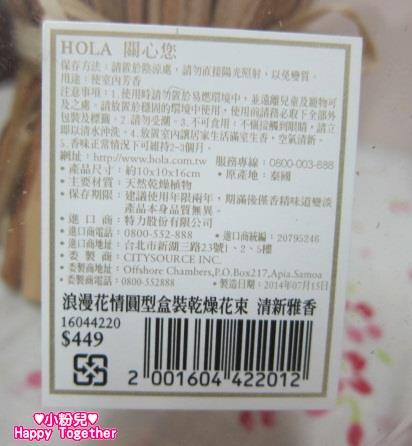 HOLA 關心您
保存方法：請置於陰涼處，請勿直接陽光照射，以免變質。
用途：使室內芳香
注意事項：1.使用時請勿置於易燃環境中，並遠離兒童及寵物可
及之處。請放置於穩固的環境中使用，使用前請務必取下全部外
包裝及標籤。2.請勿受潮。3.不可食用。不慎接觸到眼睛，請立
即以清水沖洗。4.放置室內讓居家生活滿室生香，空氣清新。
5.香味正常狀況下可維持2~3個月。
網址：http://www.hola.com.tw 服務專線：0800-003-888
•產品尺寸：約10x10x16cm •原產地：泰國
•主要材質：天然乾燥植物
•保存期限：建議使用年限兩年，期滿後僅香精味道變淡
產品本身品質無異。
•進口商：特力股份有限公司
•進口商電話：0800-552-888 •進口商統編：20795246
•進口商地址：台北市新湖三路23號1、2、5樓
•委製商：CITYSOURCE INC.
•委製商地址：Offshore Chambers,P.O.Box217,Apia.Samoa
•委製商電話：0800-552888 •製造日期：2014年07月15日
浪漫花情圓型盒裝乾燥花束 清新雅香
16044220
$449
2 001604 422012
♥小粉兒♥
Happy Together